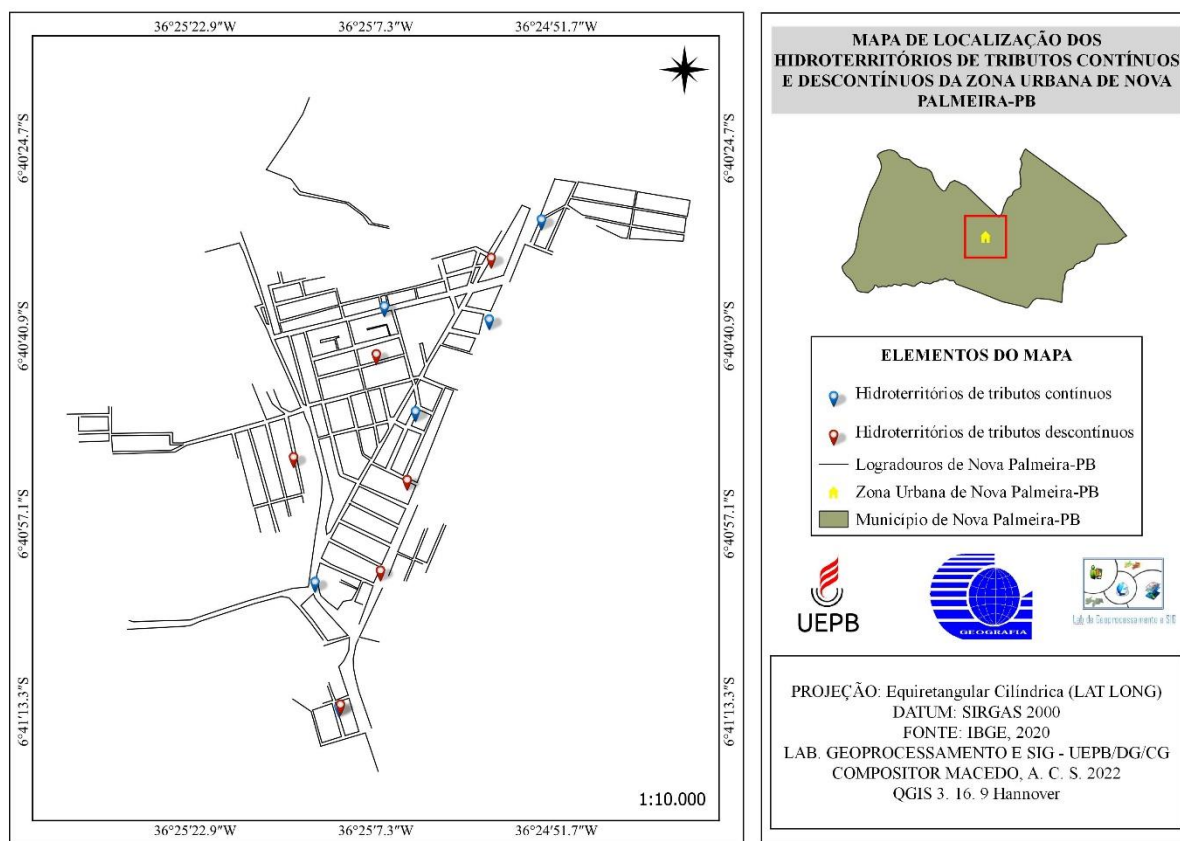 36°25'22.9"W 36°25'7.3"W 36°24'51.7"W
6°40'24.7"S 6°40'24.7"S
6°40'40.9"S 6°40'40.9"S
6°40'57.1"S 6°40'57.1"S
6°41'13.3"S 6°41'13.3"S
1:10.000
36°25'22.9"W 36°25'7.3"W 36°24'51.7"W
MAPA DE LOCALIZAÇÃO DOS
HIDROTERRITÓRIOS DE TRIBUTOS CONTÍNUOS
E DESCONTÍNUOS DA ZONA URBANA DE NOVA
PALMEIRA-PB
ELEMENTOS DO MAPA
Hidroterritórios de tributos contínuos
Hidroterritórios de tributos descontínuos
Logradouros de Nova Palmeira-PB
Zona Urbana de Nova Palmeira-PB
Município de Nova Palmeira-PB
UEPB
GEOGRAFIA
Lab de Geoprocessamento e SIG
PROJEÇÃO: Equiretangular Cilíndrica (LAT LONG)
DATUM: SIRGAS 2000
FONTE: IBGE, 2020
LAB. GEOPROCESSAMENTO E SIG - UEPB/DG/CG
COMPOSITOR MACEDO, A. C. S. 2022
QGIS 3. 16. 9 Hannover